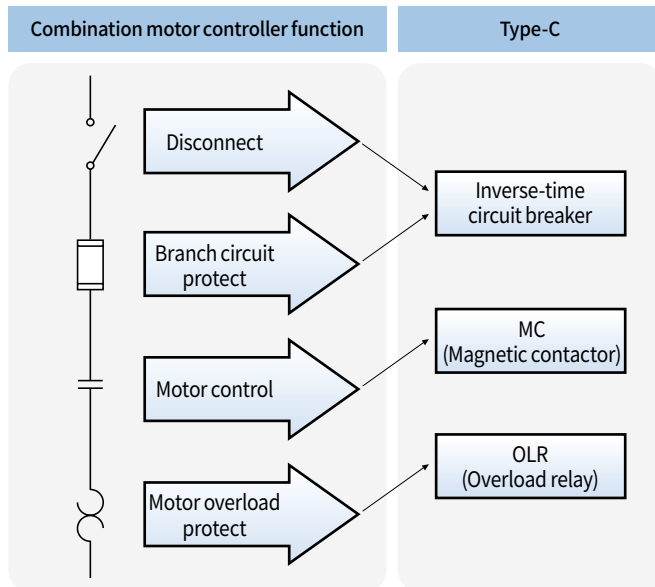 Combination motor controller function
Type-C
Disconnect
Branch circuit
protect
Motor control
Motor overload
protect
Inverse-time
circuit breaker
MC
(Magnetic contactor)
OLR
(Overload relay)